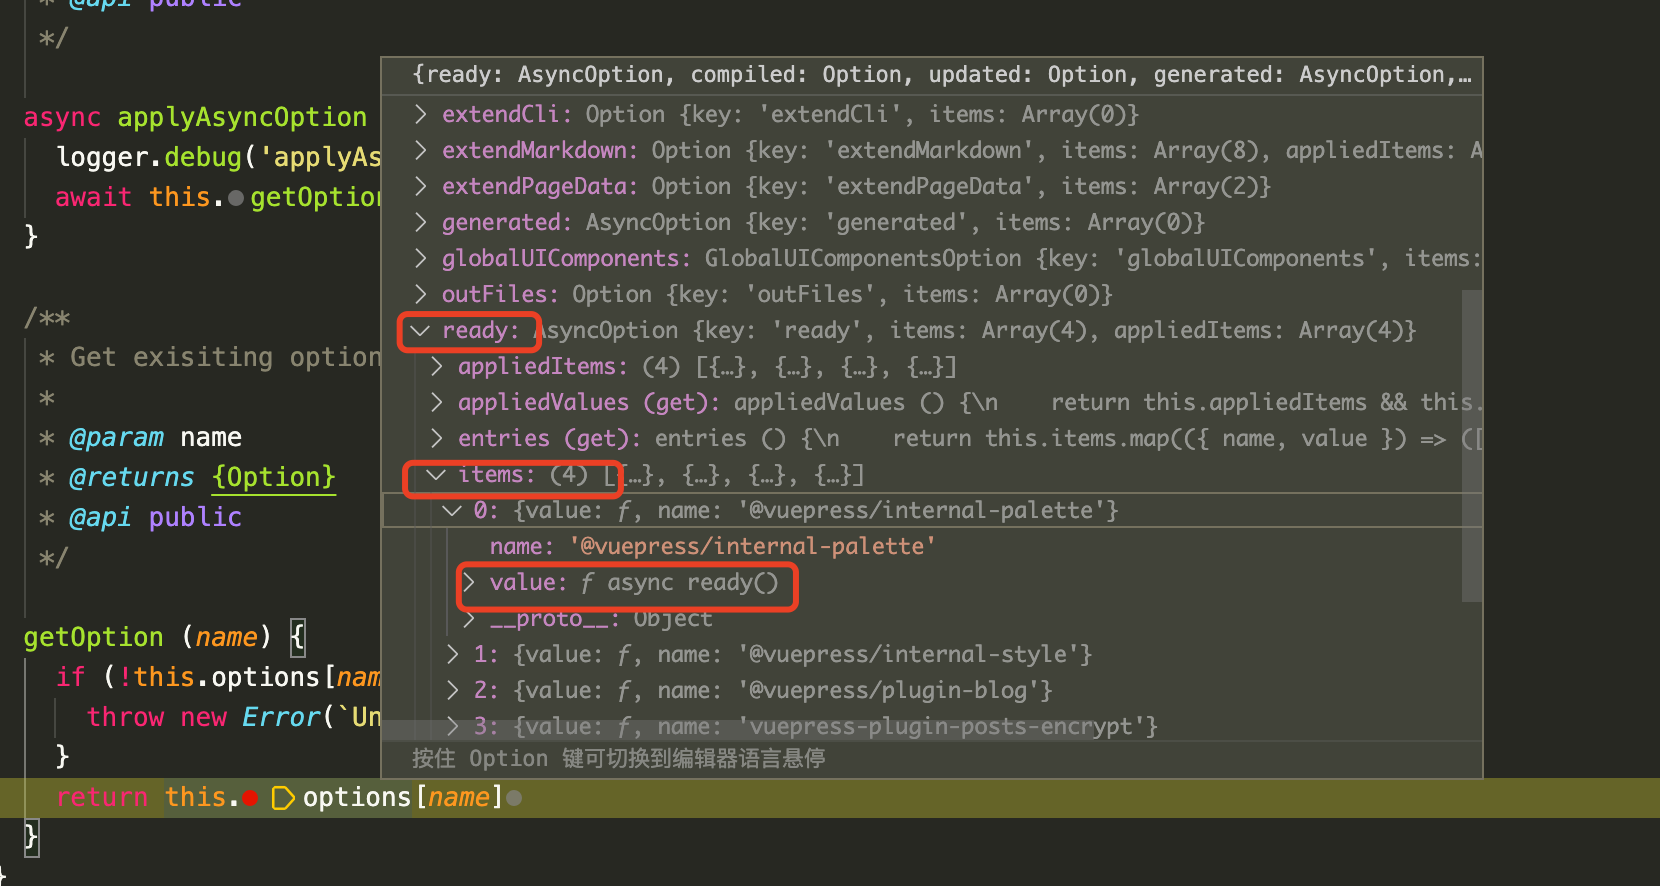 * @api public
*/
{ready: AsyncOption, compiled: Option, updated: Option, generated: AsyncOption,…
extendCli: Option {key: 'extendCli', items: Array(0)}
async applyAsyncOption
extendMarkdown: Option {key: 'extendMarkdown', items: Array(8), appliedItems: A
logger.debug('applyAs
extendPageData: Option {key: 'extendPageData', items: Array(2)}
await this.getOption
generated: AsyncOption {key: 'generated', items: Array(0)}
}
globalUIComponents: GlobalUIComponentsOption {key: 'globalUIComponents', items:
outFiles: Option {key: 'outFiles', items: Array(0)}
/**
ready: AsyncOption {key: 'ready', items: Array(4), appliedItems: Array(4)}
* Get exisiting option
appliedItems: (4) [{…}, {…}, {…}, {…}]
*
appliedValues (get): appliedValues () {\n    return this.appliedItems && this.
* @param name
entries (get): entries () {\n    return this.items.map(({ name, value }) => ([
* @returns {Option}
items: (4) [{…}, {…}, {…}, {…}]
* @api public
0: {value: ƒ, name: '@vuepress/internal-palette'}
*/
name: '@vuepress/internal-palette'
value: ƒ async ready()
__proto__: Object
getOption (name) {
1: {value: ƒ, name: '@vuepress/internal-style'}
if (!this.options[nam
2: {value: ƒ, name: '@vuepress/plugin-blog'}
throw new Error(`Un
3: {value: ƒ, name: 'vuepress-plugin-posts-encrypt'}
}
按住 Option 键可切换到编辑器语言悬停
return this.options[name]
}
}